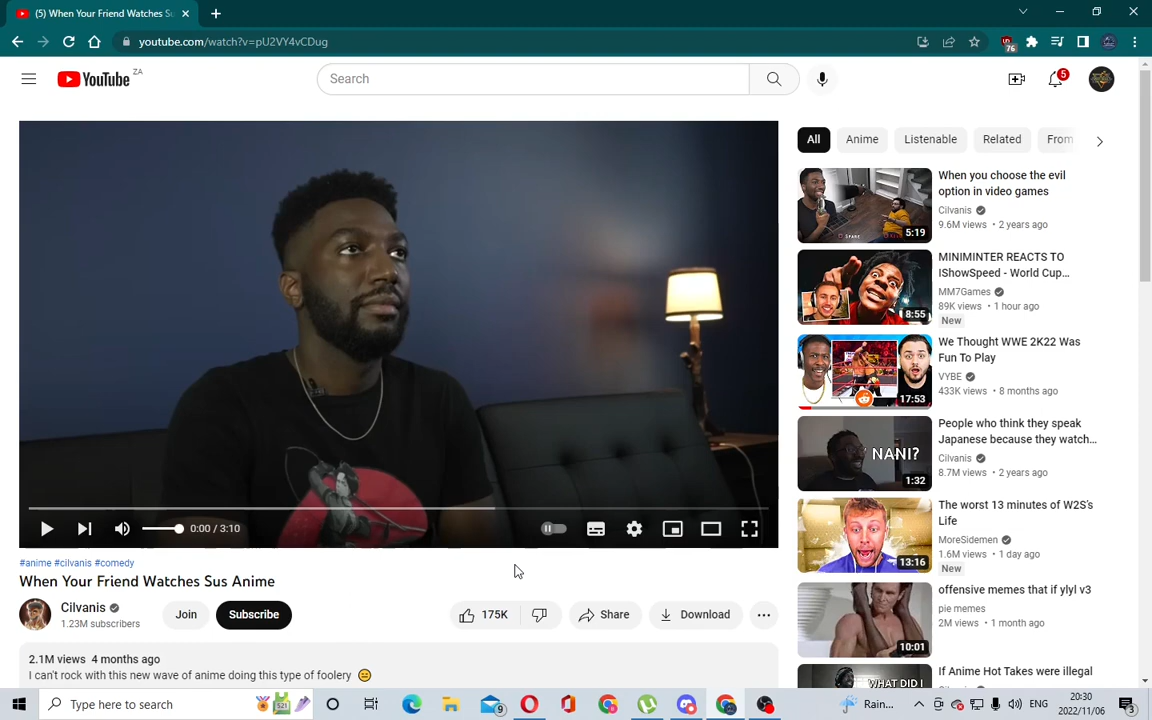 (5) When Your Friend Watches Su
youtube.com/watch?v=pU2VY4vCDug
76
YouTube ZA
Search
5
All
Anime
Listenable
Related
From
When you choose the evil
option in video games
Cilvanis
9.6M views • 2 years ago
5:19
MINIMINTER REACTS TO
IShowSpeed - World Cup...
MM7Games
89K views • 1 hour ago
New
8:55
We Thought WWE 2K22 Was
Fun To Play
VYBE
433K views • 8 months ago
17:53
People who think they speak
Japanese because they watch...
Cilvanis
8.7M views • 2 years ago
NANI?
1:32
The worst 13 minutes of W2S's
Life
MoreSidemen
1.6M views • 1 day ago
New
13:16
offensive memes that if ylyl v3
pie memes
2M views • 1 month ago
10:01
If Anime Hot Takes were illegal
WHAT DID I
0:00 / 3:10
#anime #cilvanis #comedy
When Your Friend Watches Sus Anime
Cilvanis
1.23M subscribers
Join
Subscribe
175K
Share
Download
2.1M views 4 months ago
I can't rock with this new wave of anime doing this type of foolery
Type here to search
9
Rain...
ENG
20:30
2022/11/06
3